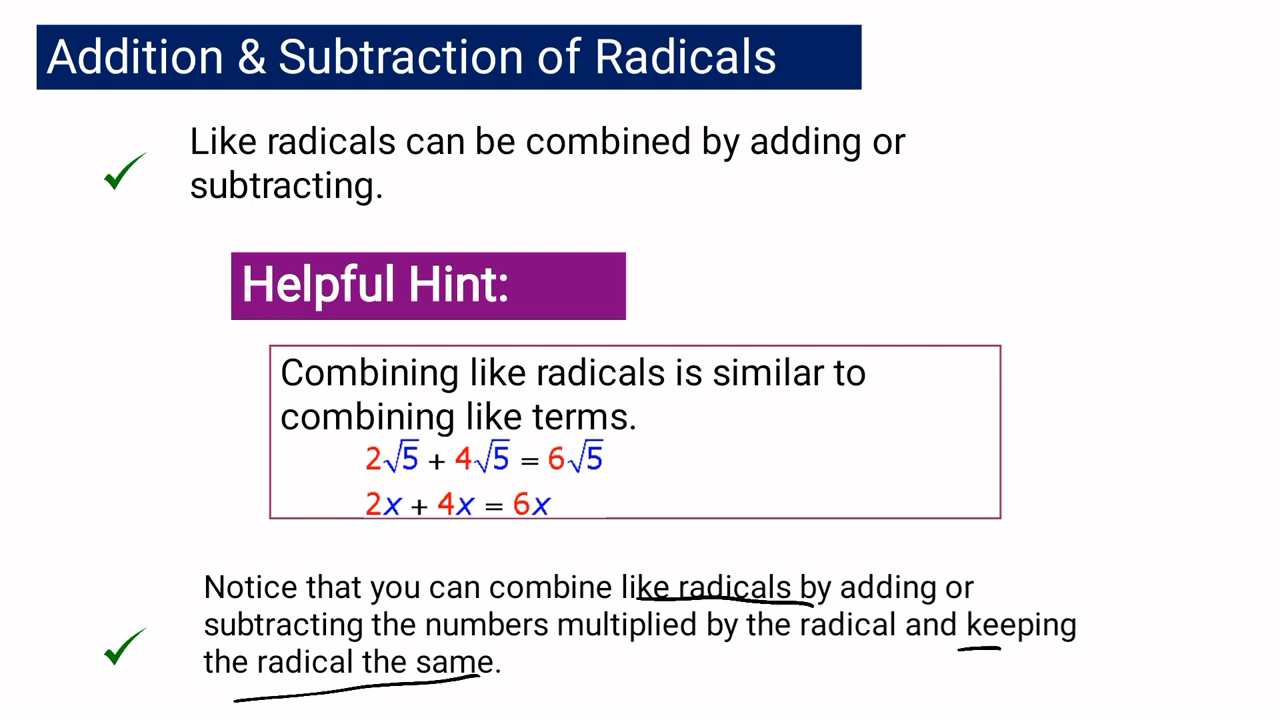 Addition & Subtraction of Radicals
Like radicals can be combined by adding or
subtracting.
Helpful Hint:
Combining like radicals is similar to
combining like terms.
2√5 + 4√5 = 6√5
2x + 4x = 6x
Notice that you can combine like radicals by adding or
subtracting the numbers multiplied by the radical and keeping
the radical the same.